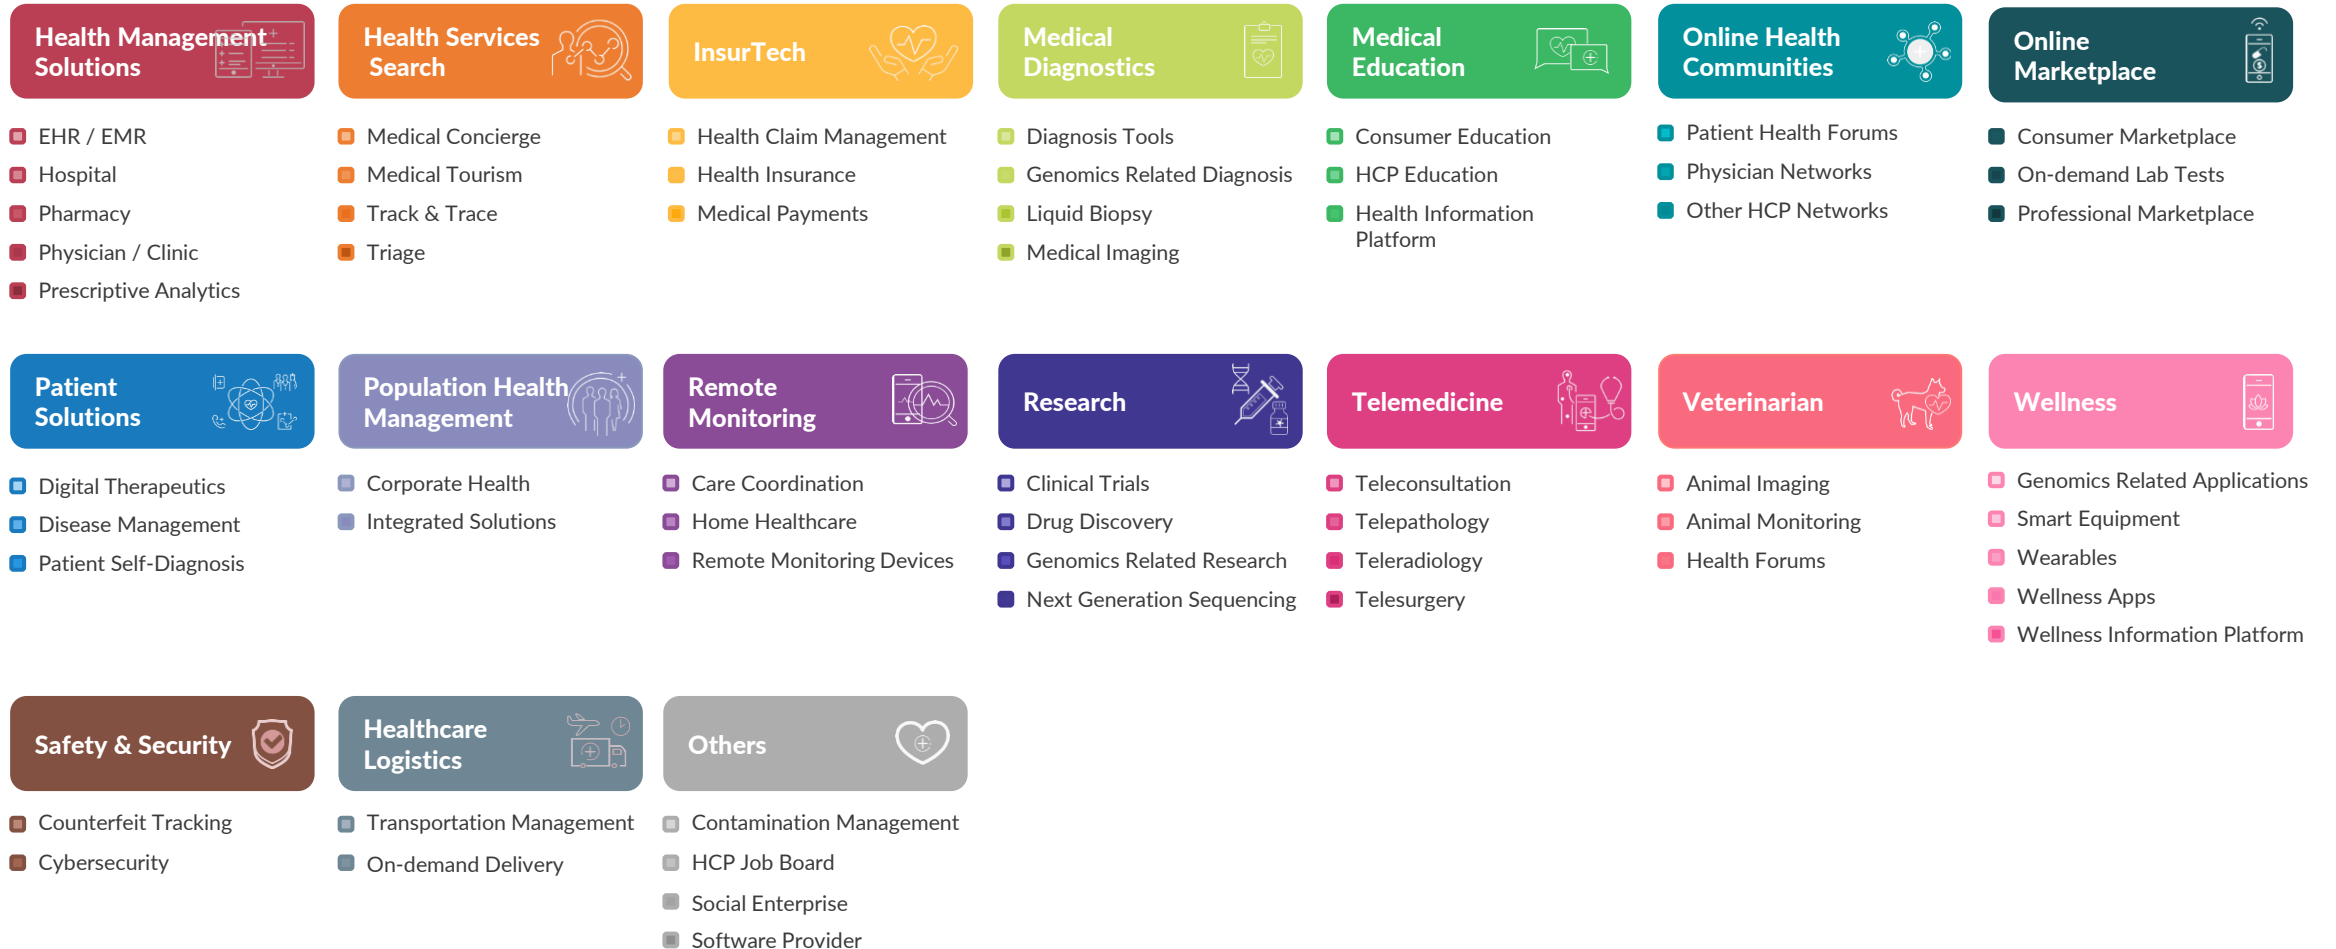 Health Management
Solutions
EHR / EMR
Hospital
Pharmacy
Physician / Clinic
Prescriptive Analytics
Health Services
Search
Medical Concierge
Medical Tourism
Track & Trace
Triage
InsurTech
Health Claim Management
Health Insurance
Medical Payments
Medical
Diagnostics
Diagnosis Tools
Genomics Related Diagnosis
Liquid Biopsy
Medical Imaging
Medical
Education
Consumer Education
HCP Education
Health Information
Platform
Online Health
Communities
Patient Health Forums
Physician Networks
Other HCP Networks
Online
Marketplace
Consumer Marketplace
On-demand Lab Tests
Professional Marketplace
Patient
Solutions
Digital Therapeutics
Disease Management
Patient Self-Diagnosis
Population Health
Management
Corporate Health
Integrated Solutions
Remote
Monitoring
Care Coordination
Home Healthcare
Remote Monitoring Devices
Research
Clinical Trials
Drug Discovery
Genomics Related Research
Next Generation Sequencing
Telemedicine
Teleconsultation
Telepathology
Teleradiology
Telesurgery
Veterinarian
Animal Imaging
Animal Monitoring
Health Forums
Wellness
Genomics Related Applications
Smart Equipment
Wearables
Wellness Apps
Wellness Information Platform
Safety & Security
Counterfeit Tracking
Cybersecurity
Healthcare
Logistics
Transportation Management
On-demand Delivery
Others
Contamination Management
HCP Job Board
Social Enterprise
Software Provider